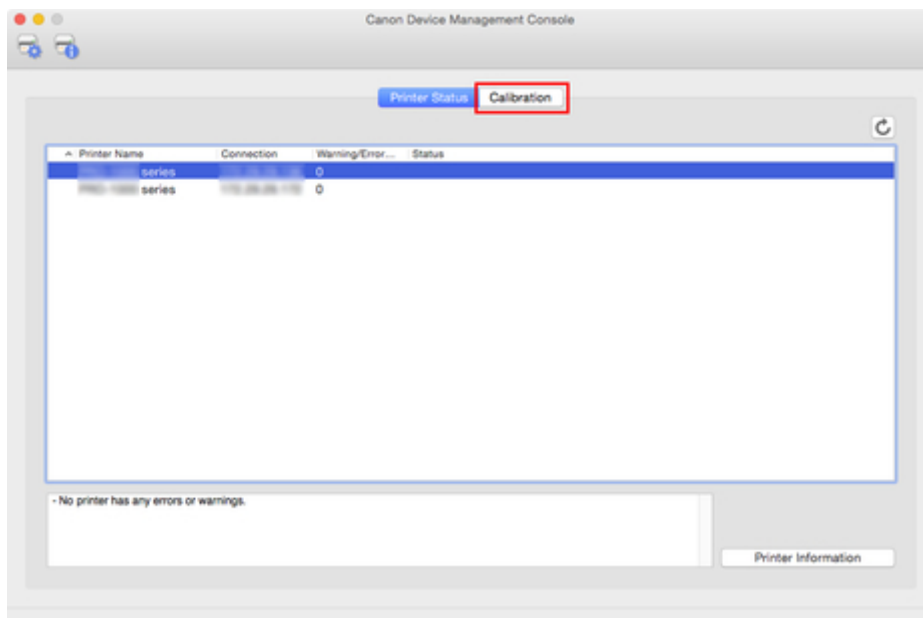 Canon Device Management Console
Printer Status Calibration
Printer Name Connection Warning/Error... Status
series 0
series 0
- No printer has any errors or warnings.
Printer Information